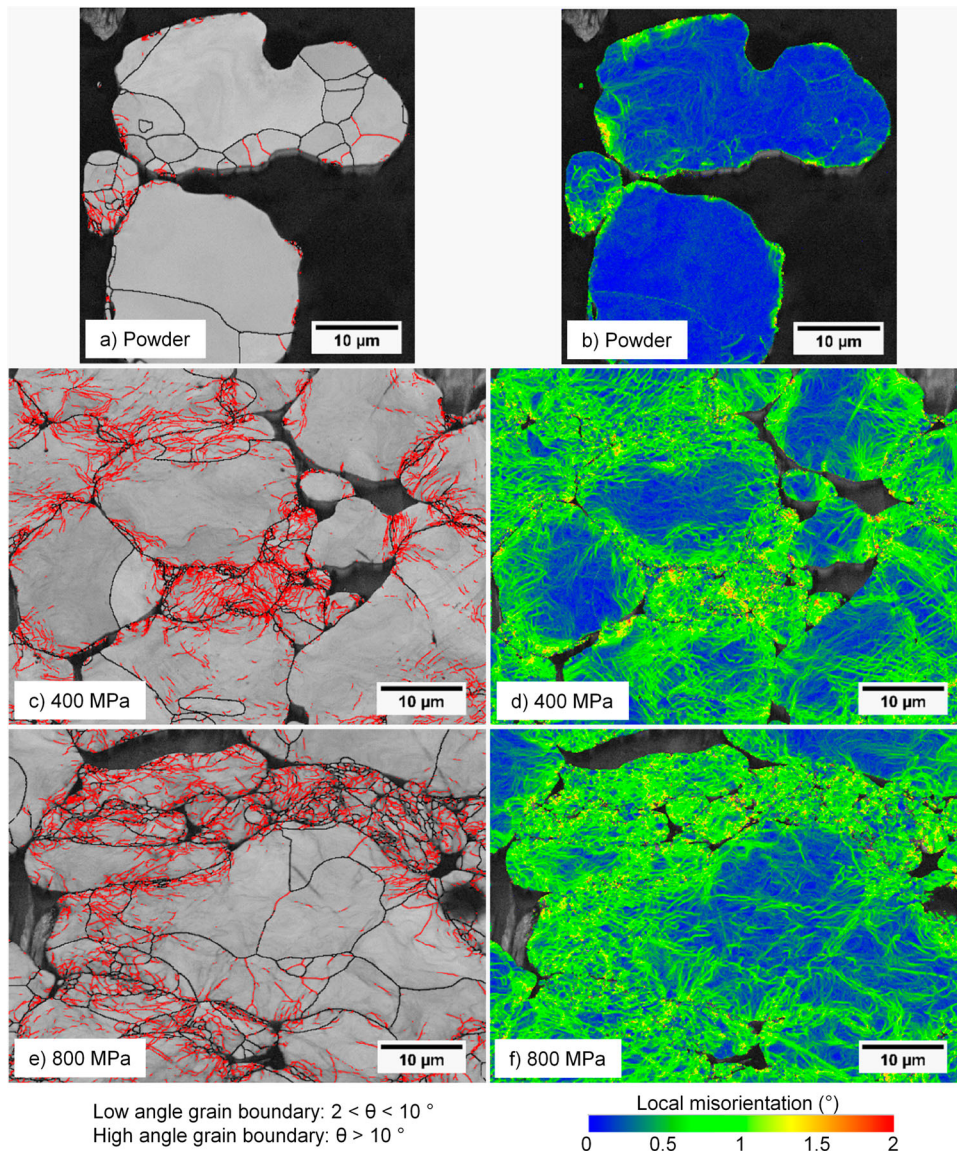 a) Powder
10 µm
b) Powder
10 µm
c) 400 MPa
10 µm
d) 400 MPa
10 µm
e) 800 MPa
10 µm
f) 800 MPa
10 µm
Low angle grain boundary: 2 < θ < 10 °
High angle grain boundary: θ > 10 °
Local misorientation (°)
0 0.5 1 1.5 2